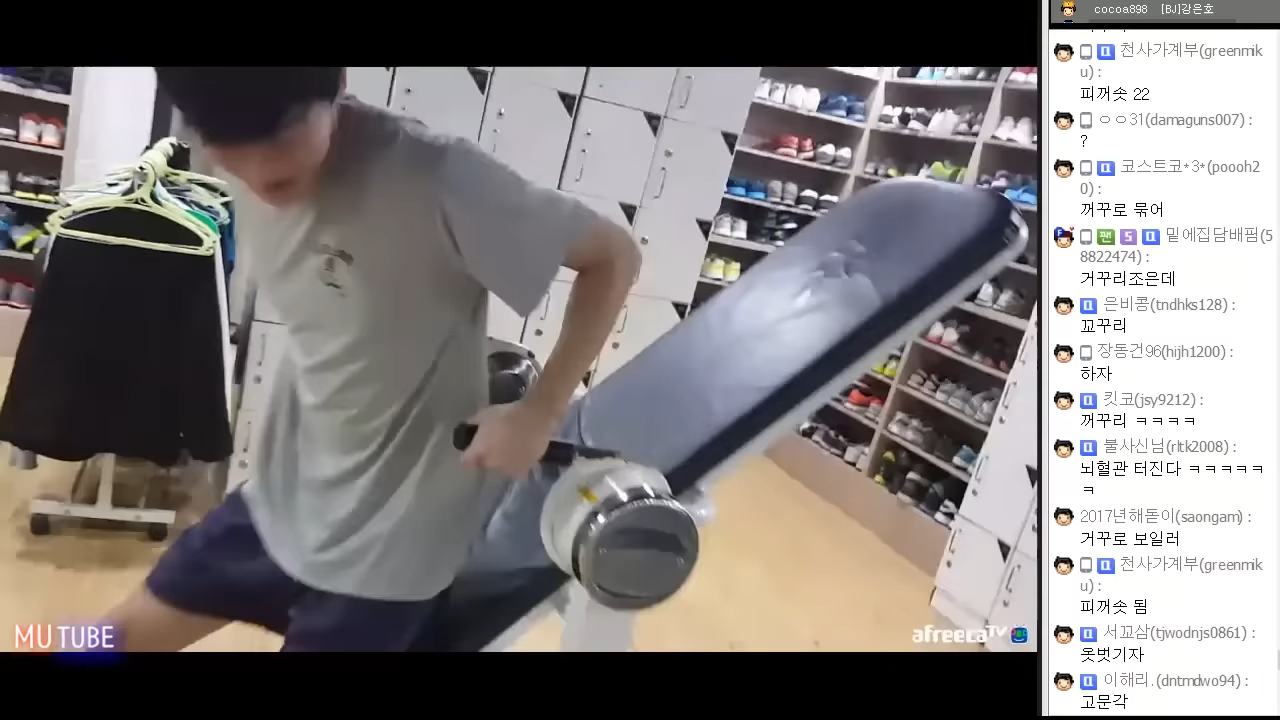 cocoa898 [BJ]강은호
천사가계부(greenmik
u) :
피꺼솟 22
ㅇㅇ31(damaguns007) :
?
코스트코*3*(poooh2
0) :
꺼꾸로 묶어
팬 S 밑에집담배핌(5
8822474) :
거꾸리조은데
은비콩(tndhks128) :
꼬꾸리
장동건96(hijh1200) :
하자
킷코(jsy9212) :
꺼꾸리 ㅋㅋㅋㅋ
불사신님(rltk2008) :
뇌혈관 터진다 ㅋㅋㅋㅋㅋ
ㅋ
2017년해돋이(saongam) :
거꾸로 보일러
천사가계부(greenmik
u) :
피꺼솟 됨
서꼬삼(tjwodnjs0861) :
옷벗기자
이해리.(dntmdwo94) :
고문각
MUTUBE
afreecaTV